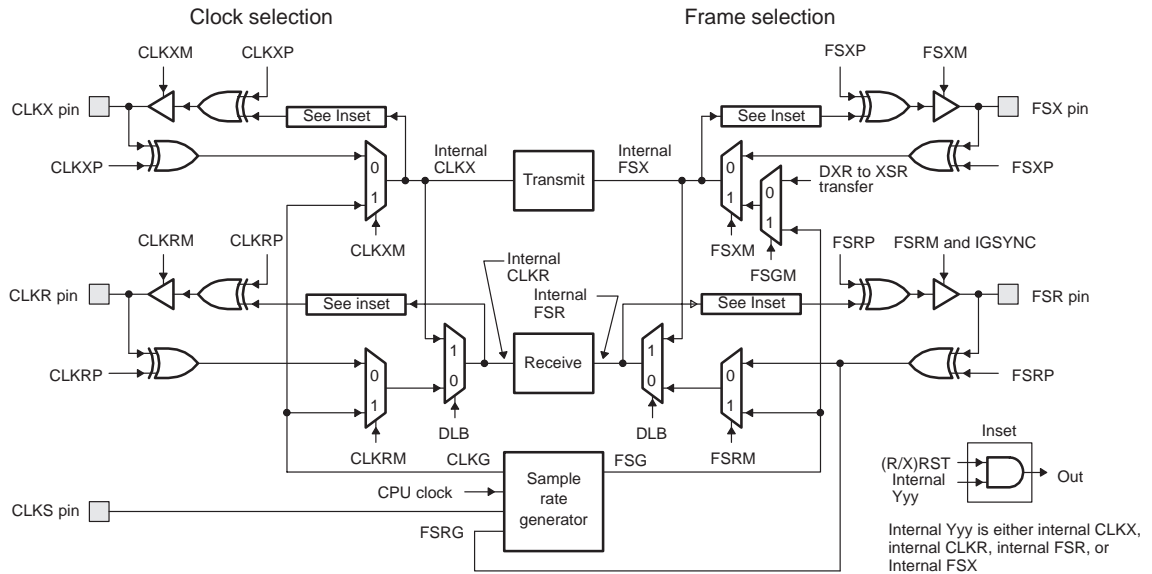 Clock selection
Frame selection
CLKXM
CLKXP
FSXP
FSXM
CLKX pin
See Inset
See Inset
FSX pin
CLKXP
0
1
CLKXM
Internal
CLKX
Transmit
Internal
FSX
0
1
FSXM
0
1
FSGM
DXR to XSR
transfer
FSXP
CLKRM
CLKRP
Internal
CLKR
Internal
FSR
FSRP
FSRM and IGSYNC
CLKR pin
See inset
See Inset
FSR pin
CLKRP
0
1
CLKRM
1
0
DLB
Receive
1
0
DLB
0
1
FSRM
FSRP
CLKG
FSG
CPU clock
Sample
rate
generator
CLKS pin
FSRG
Inset
(R/X)RST
Internal
Yyy
Out
Internal Yyy is either internal CLKX,
internal CLKR, internal FSR, or
Internal FSX